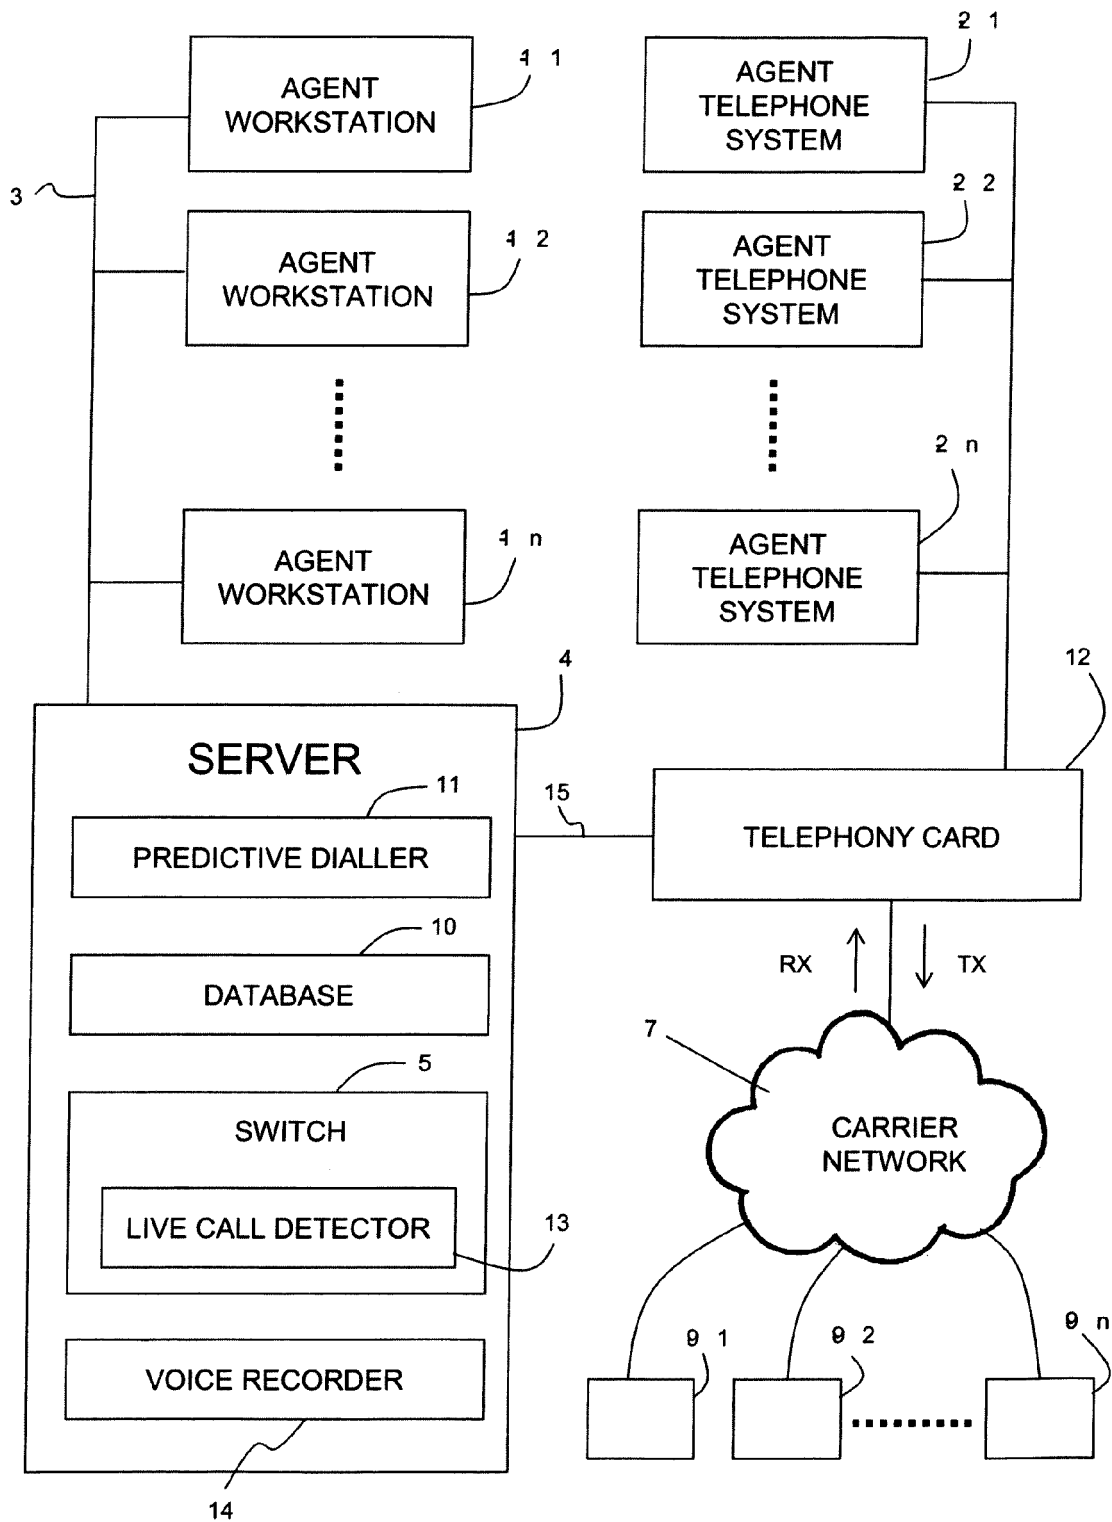 1 1
AGENT
WORKSTATION
2 1
AGENT
TELEPHONE
SYSTEM
3
1 2
AGENT
WORKSTATION
2 2
AGENT
TELEPHONE
SYSTEM
1 n
AGENT
WORKSTATION
2 n
AGENT
TELEPHONE
SYSTEM
4
SERVER
11
PREDICTIVE DIALLER
10
DATABASE
5
SWITCH
LIVE CALL DETECTOR
13
VOICE RECORDER
14
15
12
TELEPHONY CARD
RX
TX
7
CARRIER
NETWORK
9 1
9 2
9 n